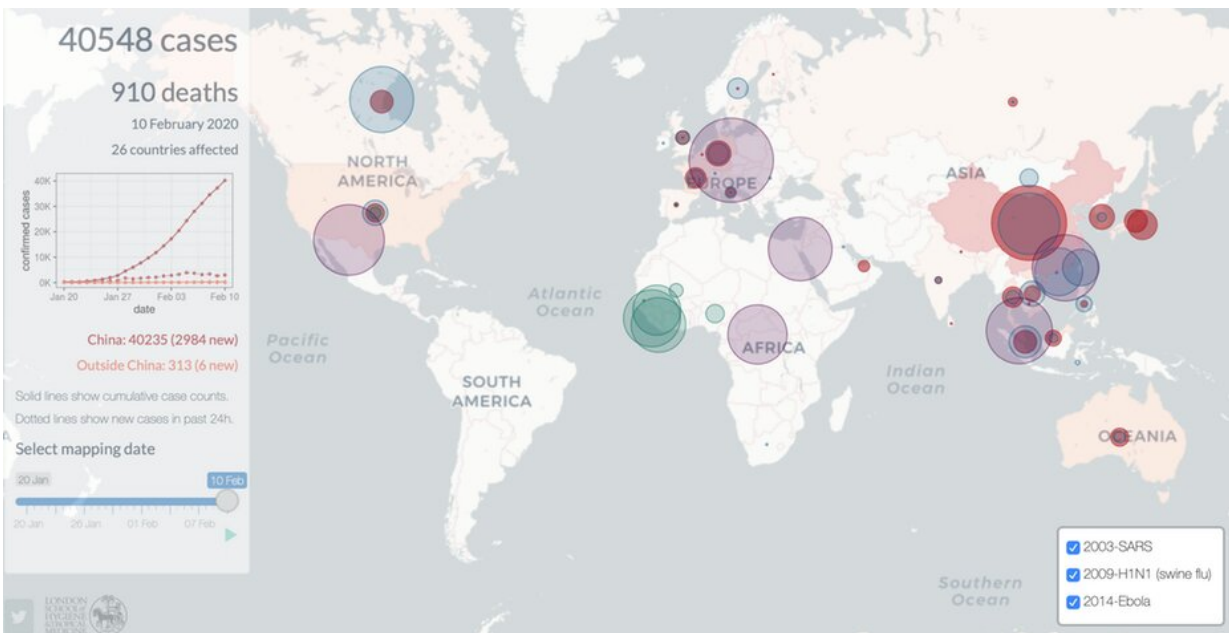 40548 cases
910 deaths
10 February 2020
26 countries affected
40K
30K
20K
10K
0K
confirmed cases
Jan 20 Jan 27 Feb 03 Feb 10
date
China: 40235 (2984 new)
Outside China: 313 (6 new)
Solid lines show cumulative case counts.
Dotted lines show new cases in past 24h.
Select mapping date
20 Jan 10 Feb
20 Jan 26 Jan 01 Feb 07 Feb
LONDON
SCHOOL of
HYGIENE
&TROPICAL
MEDICINE
NORTH
AMERICA
Atlantic
Ocean
Pacific
Ocean
SOUTH
AMERICA
EUROPE
AFRICA
ASIA
Indian
Ocean
OCEANIA
Southern
Ocean
2003-SARS
2009-H1N1 (swine flu)
2014-Ebola